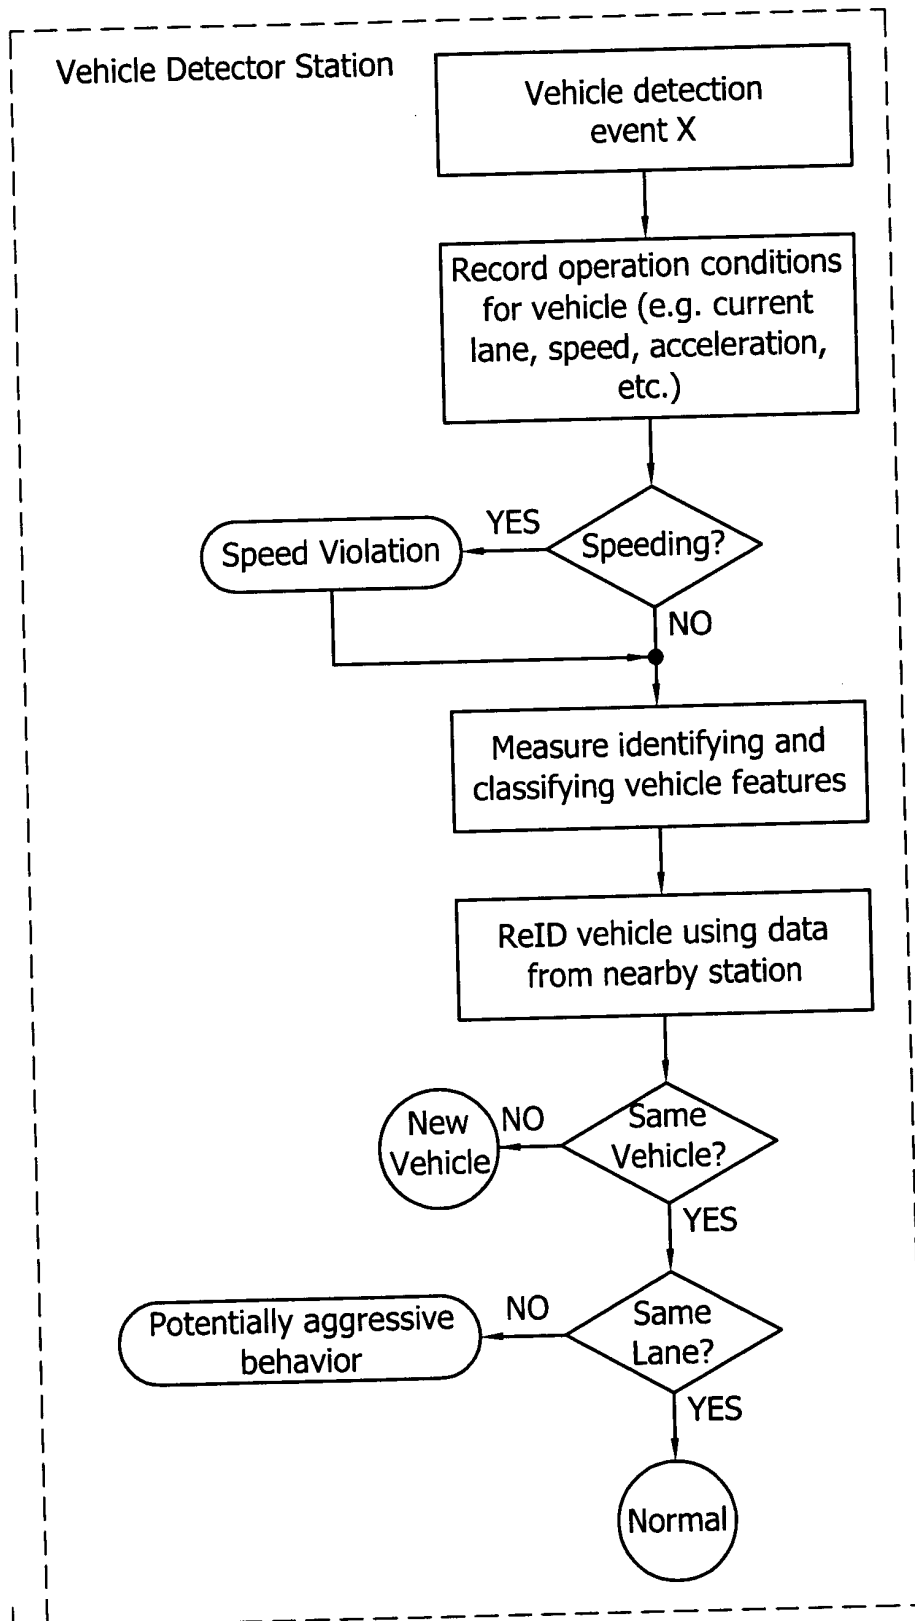 Vehicle Detector Station
Vehicle detection
event X
Record operation conditions
for vehicle (e.g. current
lane, speed, acceleration,
etc.)
Speeding?
YES
Speed Violation
NO
Measure identifying and
classifying vehicle features
ReID vehicle using data
from nearby station
Same
Vehicle?
NO
New
Vehicle
YES
Same
Lane?
NO
Potentially aggressive
behavior
YES
Normal